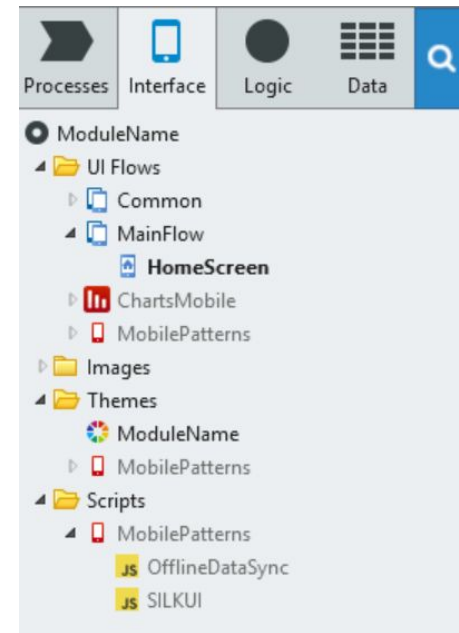 Processes Interface Logic Data
ModuleName
UI Flows
Common
MainFlow
HomeScreen
ChartsMobile
MobilePatterns
Images
Themes
ModuleName
MobilePatterns
Scripts
MobilePatterns
JS OfflineDataSync
JS SILKUI